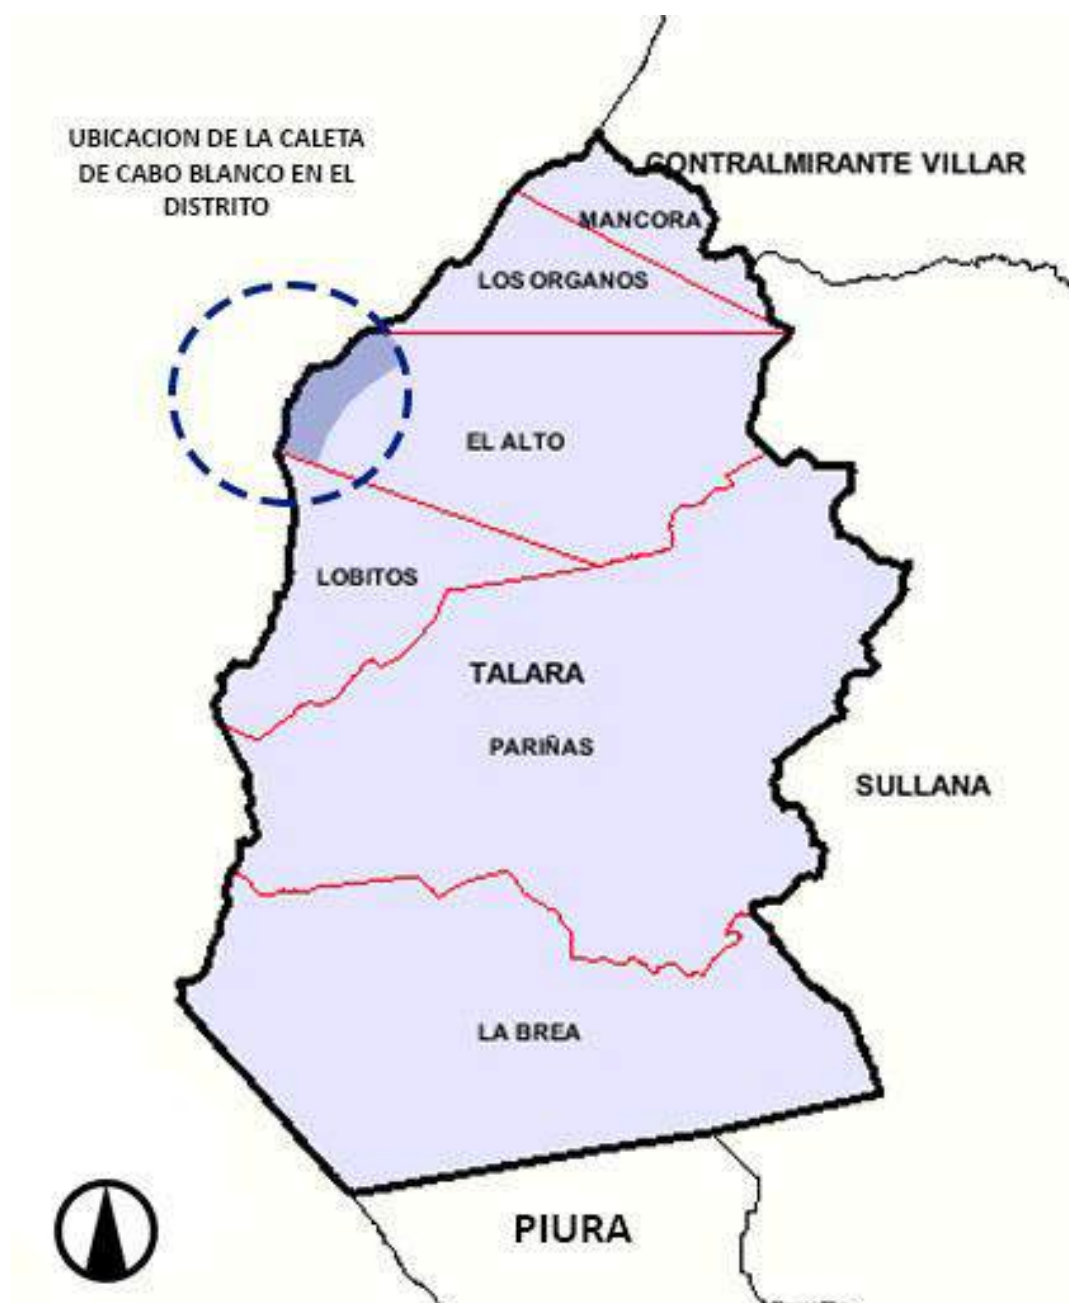 UBICACION DE LA CALETA
DE CABO BLANCO EN EL
DISTRITO
CONTRALMIRANTE VILLAR
MANCORA
LOS ORGANOS
EL ALTO
LOBITOS
TALARA
PARIÑAS
SULLANA
LA BREA
PIURA